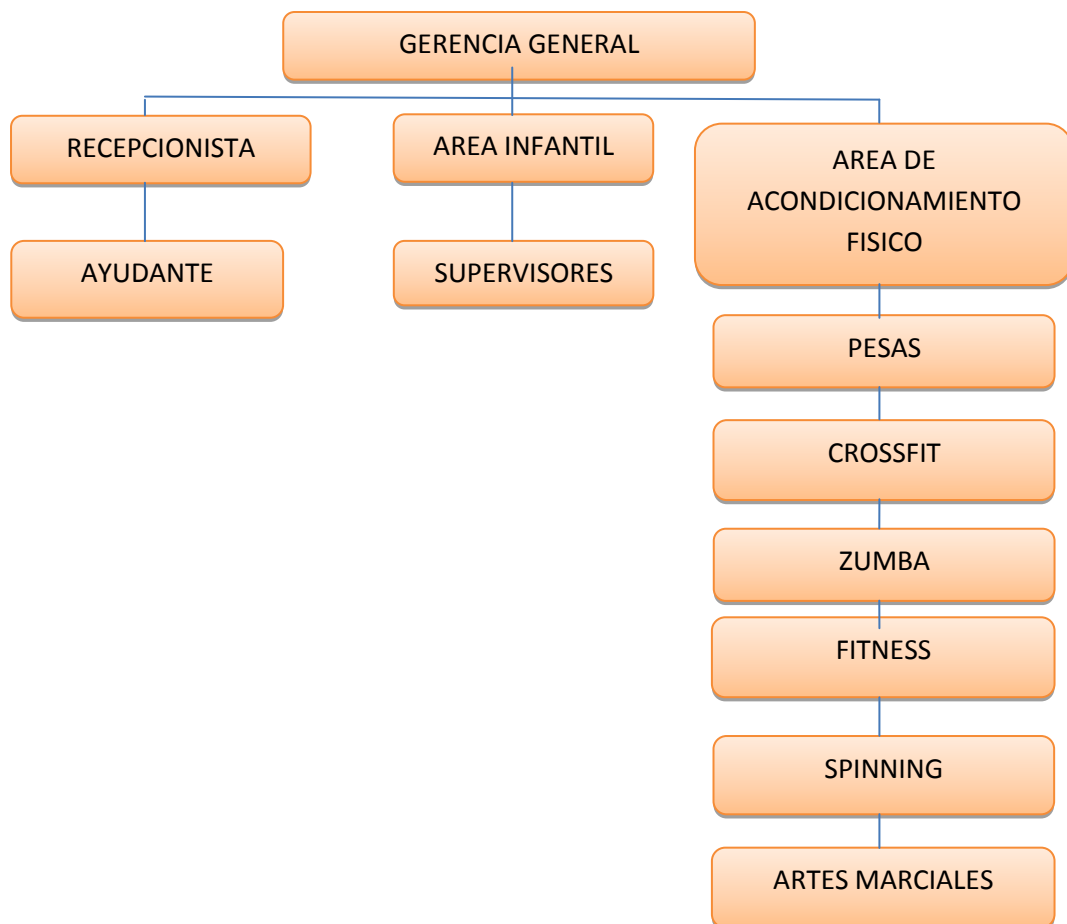 GERENCIA GENERAL
RECEPCIONISTA
AREA INFANTIL
AREA DE
ACONDICIONAMIENTO
FISICO
AYUDANTE
SUPERVISORES
PESAS
CROSSFIT
ZUMBA
FITNESS
SPINNING
ARTES MARCIALES